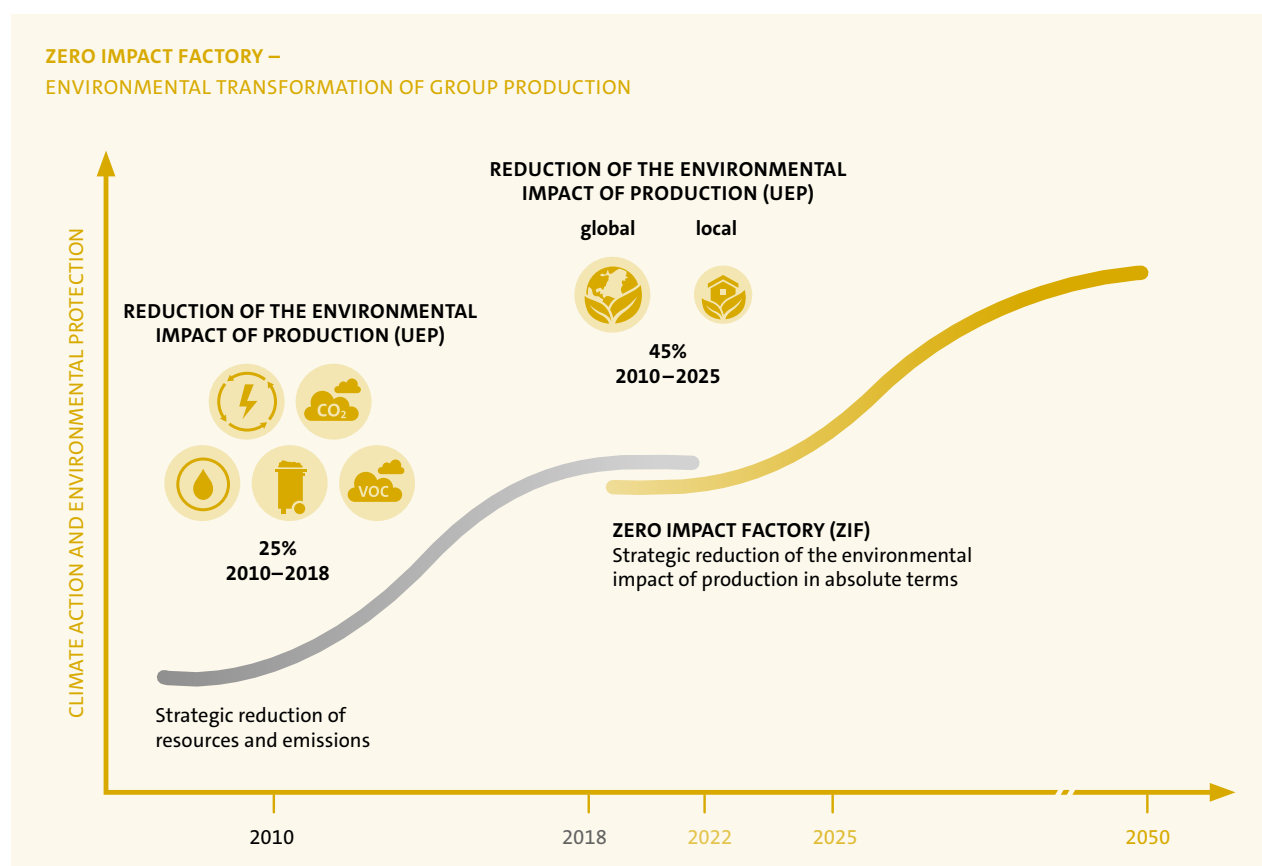 ZERO IMPACT FACTORY –
ENVIRONMENTAL TRANSFORMATION OF GROUP PRODUCTION
CLIMATE ACTION AND ENVIRONMENTAL PROTECTION
REDUCTION OF THE ENVIRONMENTAL
IMPACT OF PRODUCTION (UEP)
CO₂
VOC
25%
2010–2018
REDUCTION OF THE ENVIRONMENTAL
IMPACT OF PRODUCTION (UEP)
global local
45%
2010–2025
ZERO IMPACT FACTORY (ZIF)
Strategic reduction of the environmental
impact of production in absolute terms
Strategic reduction of
resources and emissions
2010 2018 2022 2025 2050